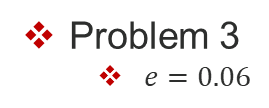 ❖ Problem 3
❖ e = 0.06